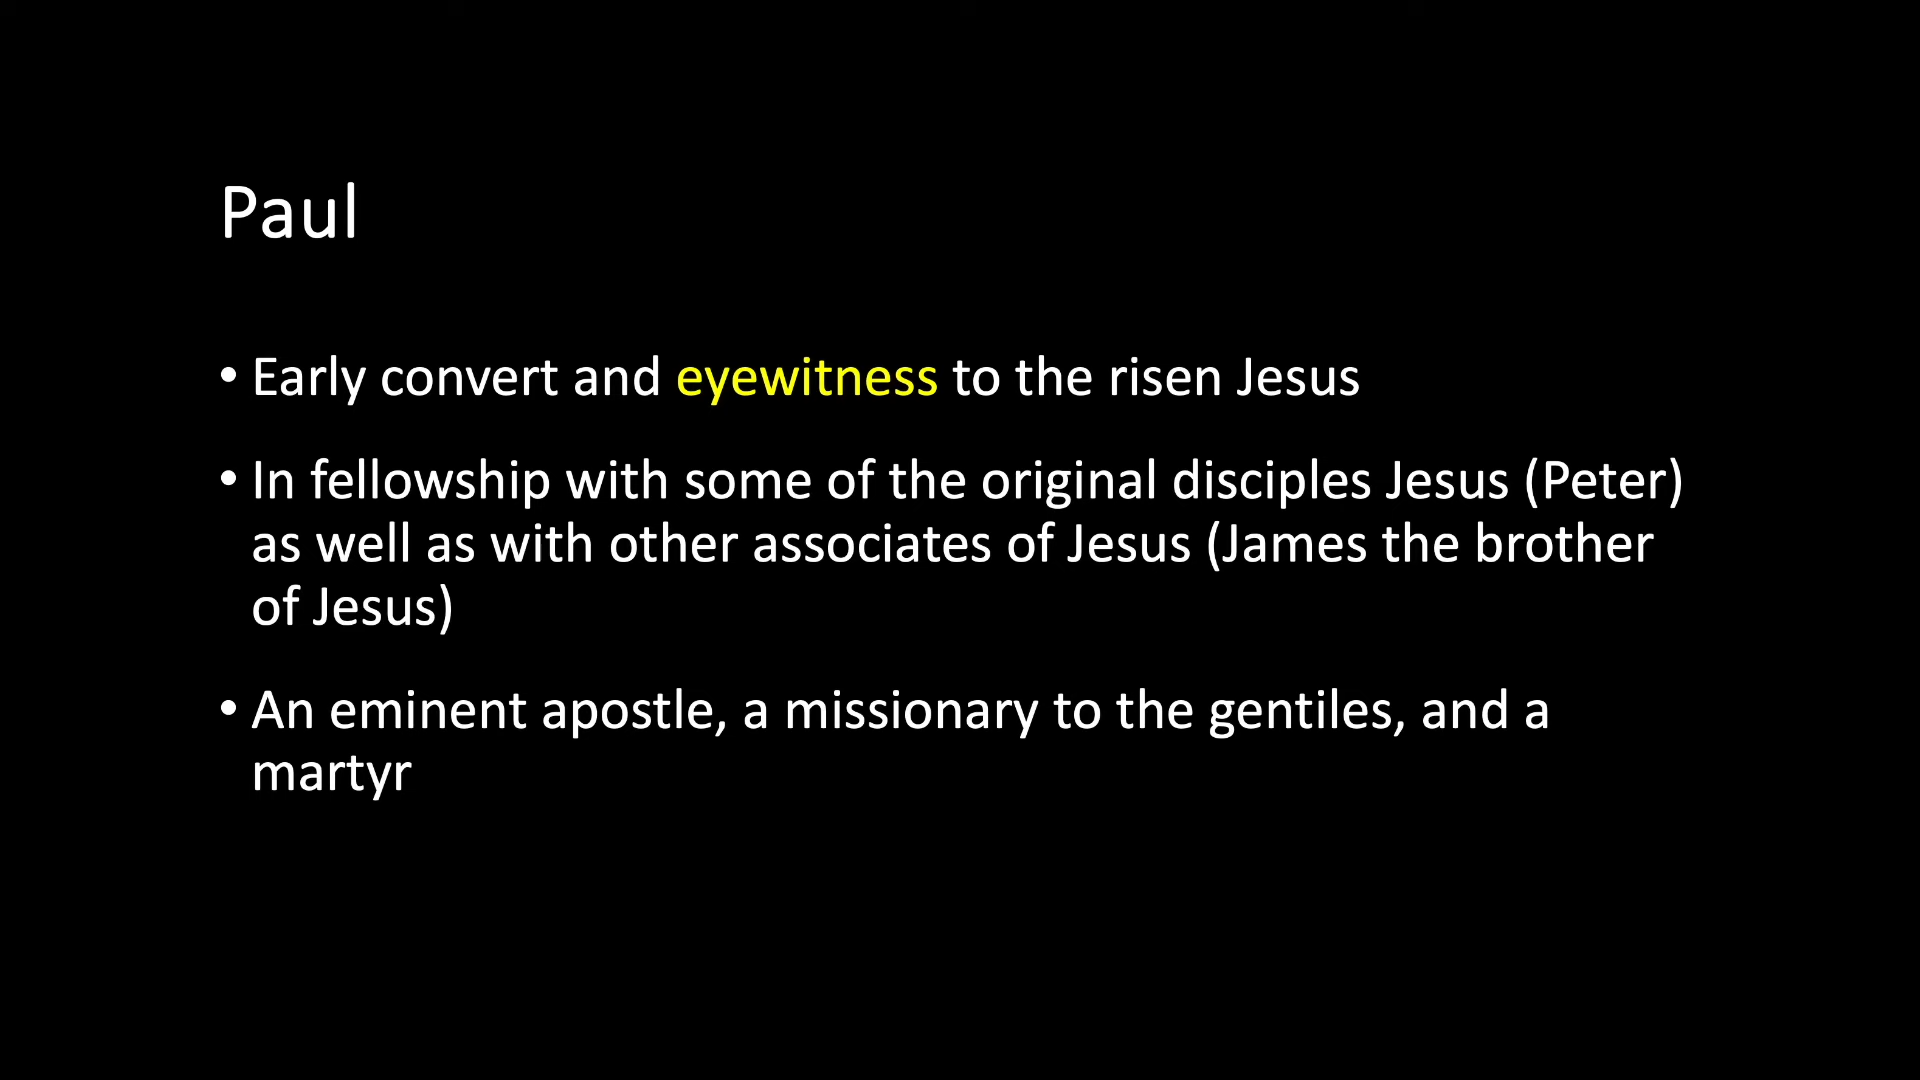 Paul
• Early convert and eyewitness to the risen Jesus
• In fellowship with some of the original disciples Jesus (Peter)
as well as with other associates of Jesus (James the brother
of Jesus)
• An eminent apostle, a missionary to the gentiles, and a
martyr